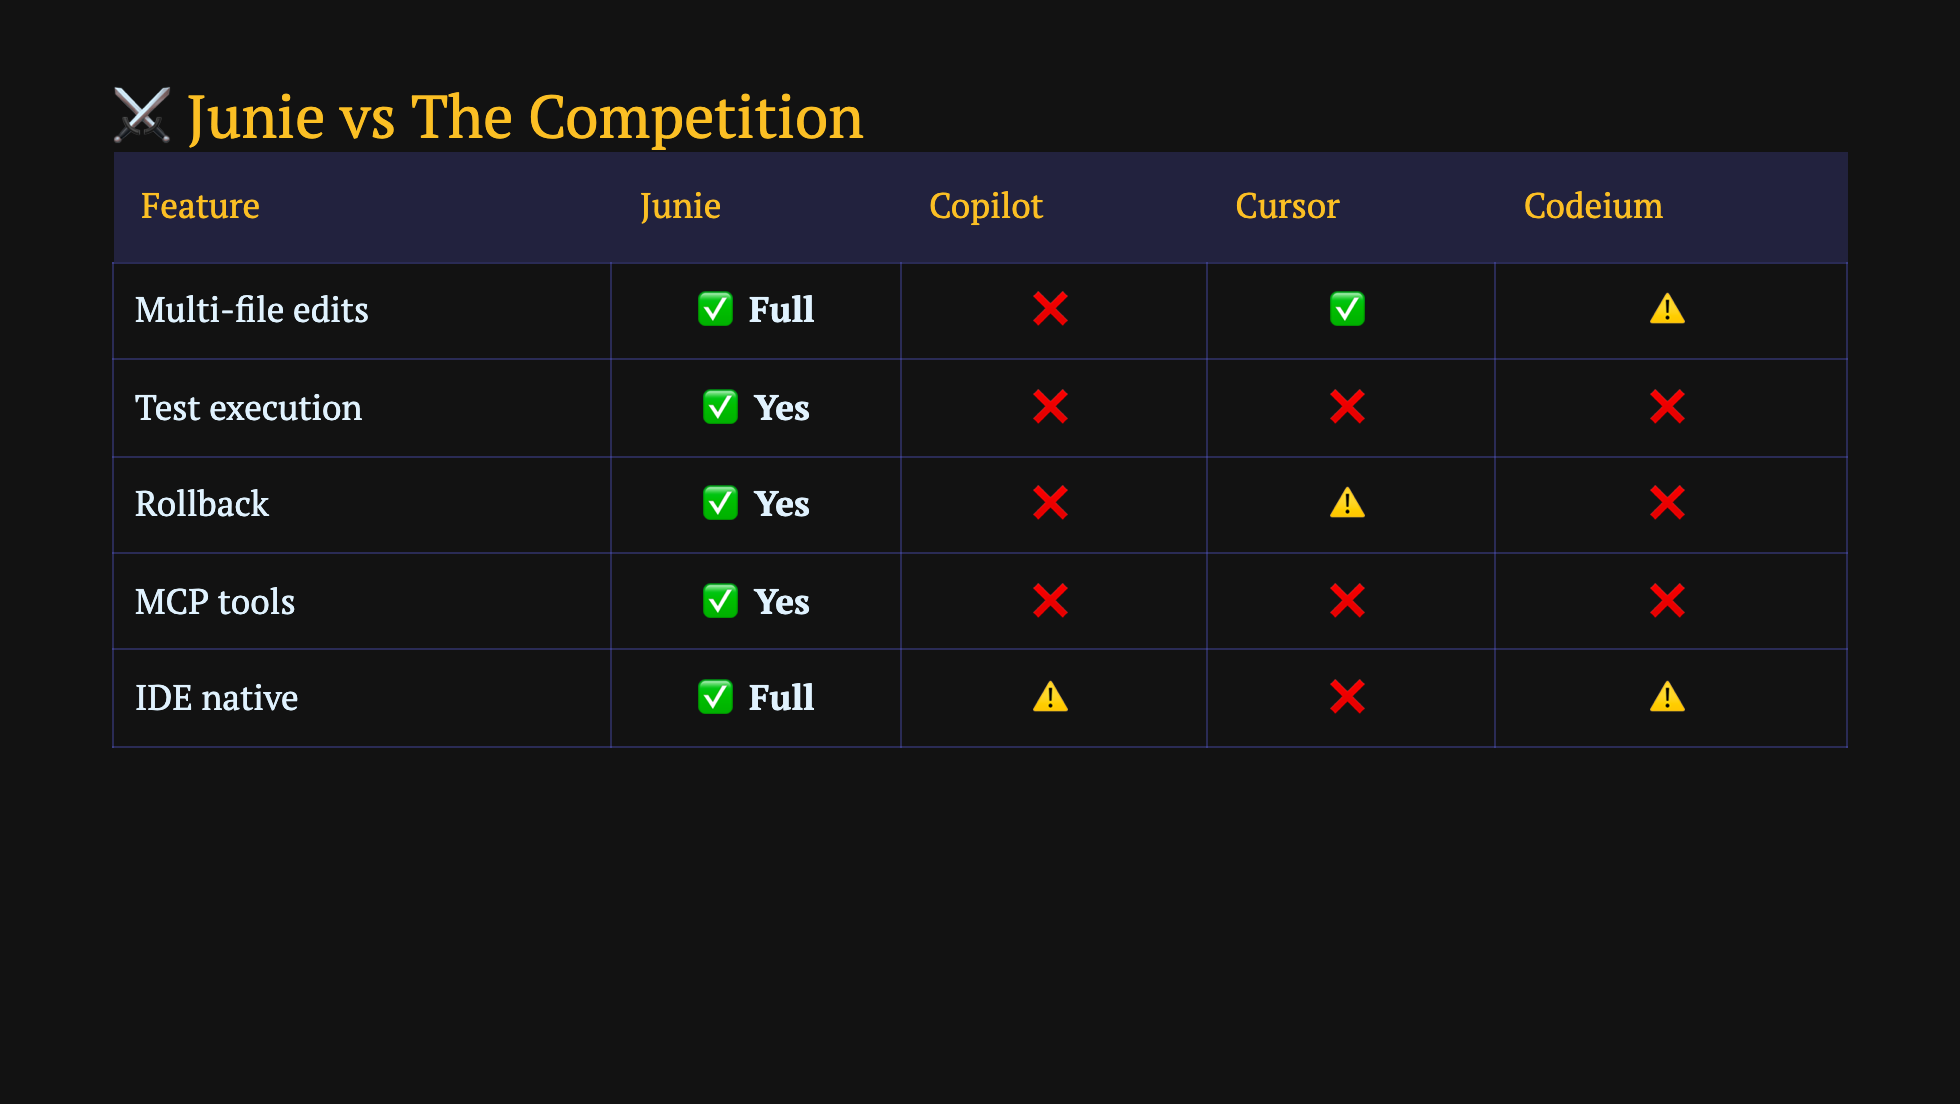 ⚔️ Junie vs The Competition
Feature Junie Copilot Cursor Codeium
Multi-file edits ✅ Full ❌ ✅ ⚠️
Test execution ✅ Yes ❌ ❌ ❌
Rollback ✅ Yes ❌ ⚠️ ❌
MCP tools ✅ Yes ❌ ❌ ❌
IDE native ✅ Full ⚠️ ❌ ⚠️